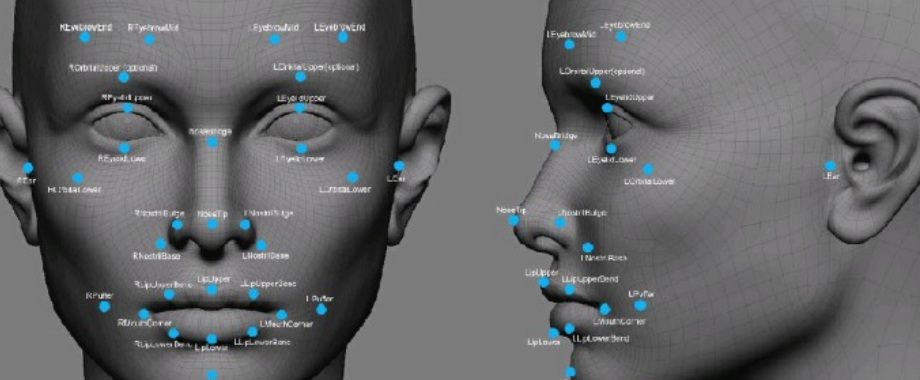 REyebrowEnd
REyebrowMid
LEyebrowMid
LEyebrowEnd
ROrbitalUpper(optional)
LOrbitalUpper(optional)
REyelidUpper
LEyelidUpper
NoseBridge
REyelidLower
LEyelidLower
REar
LEar
ROrbitalLower
LOrbitalLower
RNostrilBulge
NoseTip
LNostrilBulge
RNostrilBase
LNostrilBase
LipUpper
RLipUpperBend
LLipUpperBend
RPuffer
LPuffer
RMouthCorner
LMouthCorner
RLipLowerBend
LipLower
LLipLowerBend
LEyebrowEnd
LEyebrowMid
LOrbitalUpper(optional)
LEyelidUpper
NoseBridge
LEyelidLower
LOrbitalLower
LEar
NoseTip
LNostrilBulge
LNostrilBase
LipUpper
LLipUpperBend
LPuffer
LMouthCorner
LipLower
LLipLowerBend